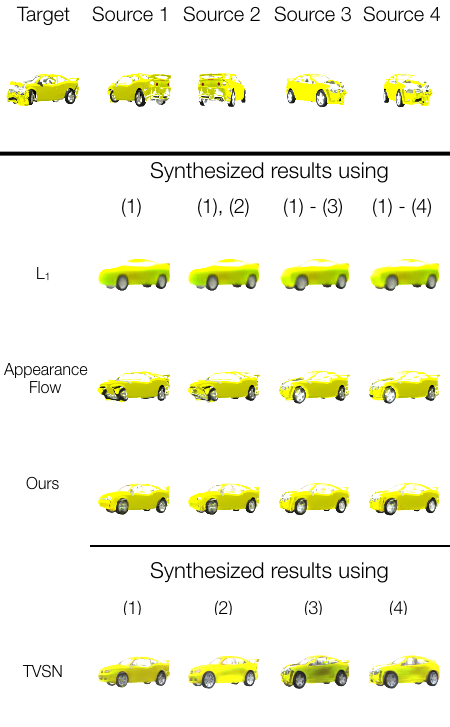 Target Source 1 Source 2 Source 3 Source 4
Synthesized results using
(1) (1), (2) (1) - (3) (1) - (4)
L₁
Appearance
Flow
Ours
Synthesized results using
(1) (2) (3) (4)
TVSN